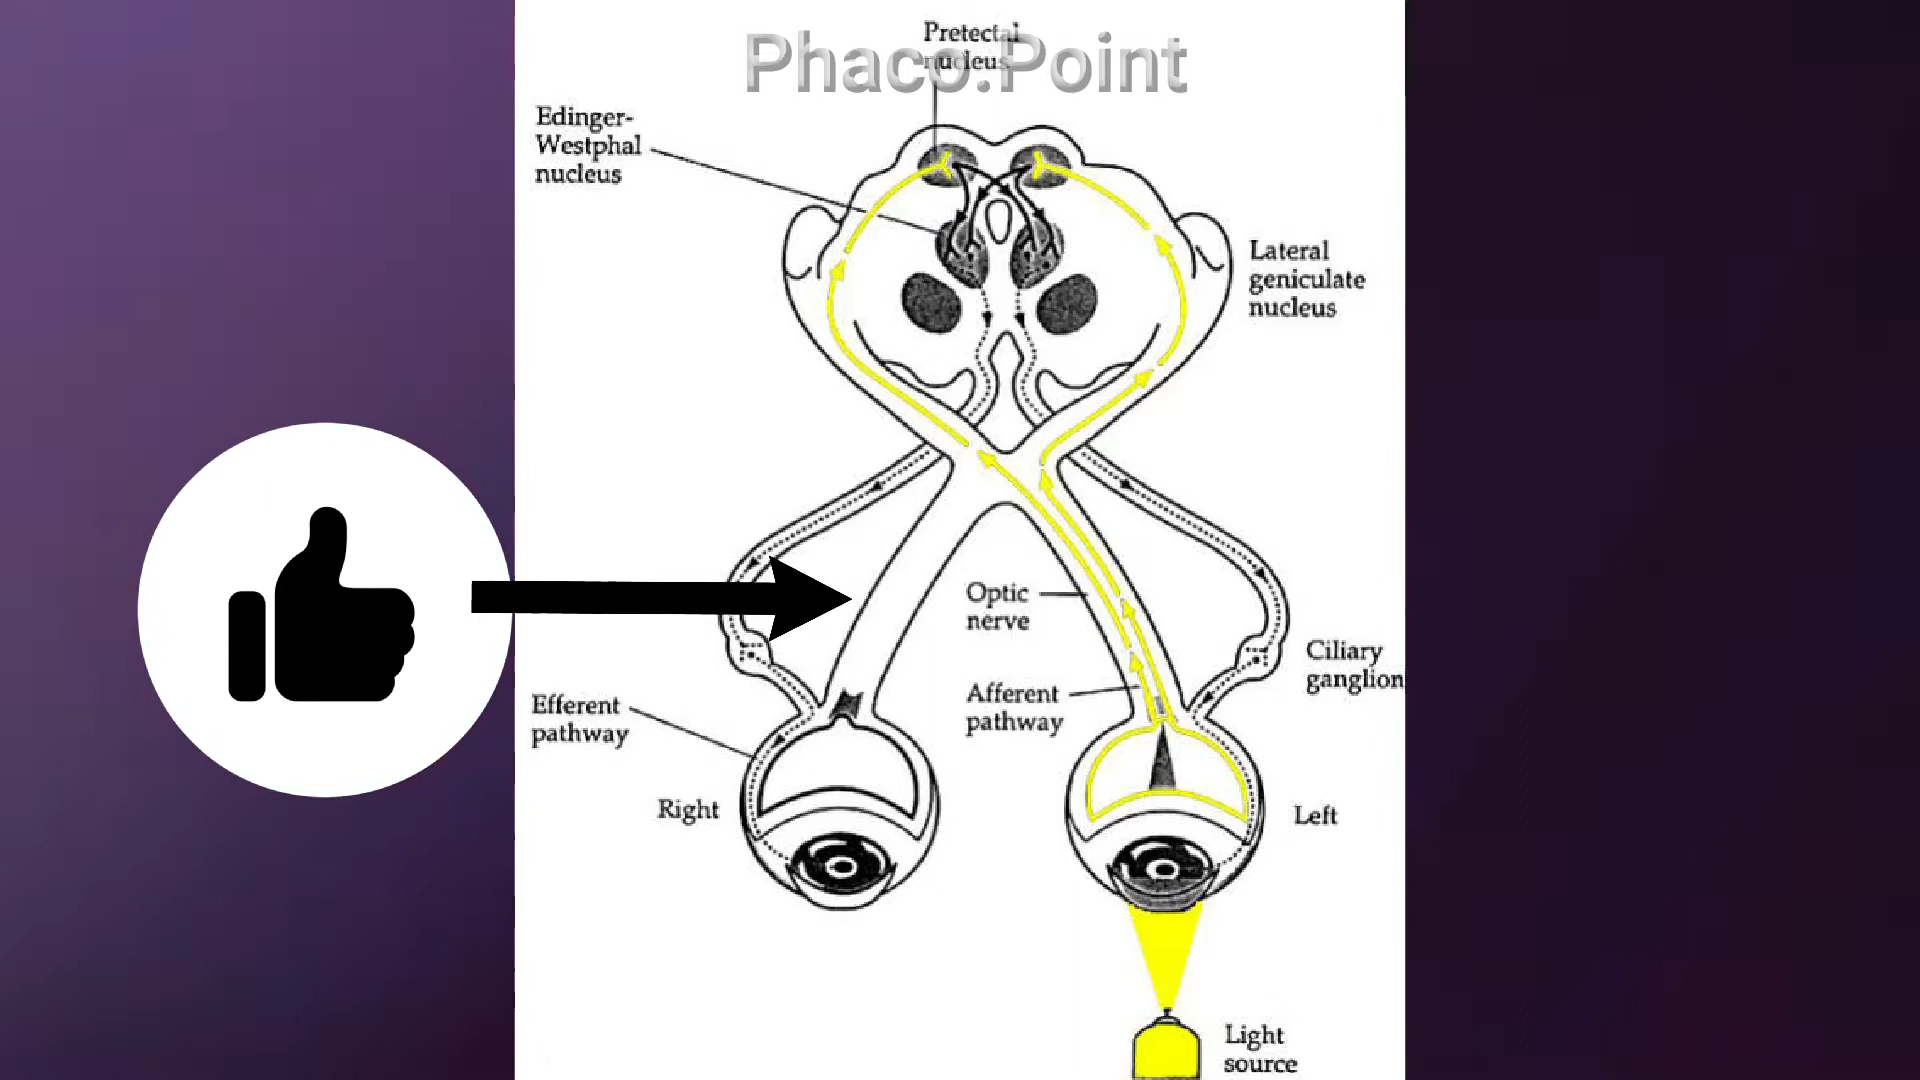 Pretectal
nucleus
Phaco.Point
Edinger-
Westphal
nucleus
Lateral
geniculate
nucleus
Optic
nerve
Ciliary
ganglion
Afferent
pathway
Efferent
pathway
Right
Left
Light
source